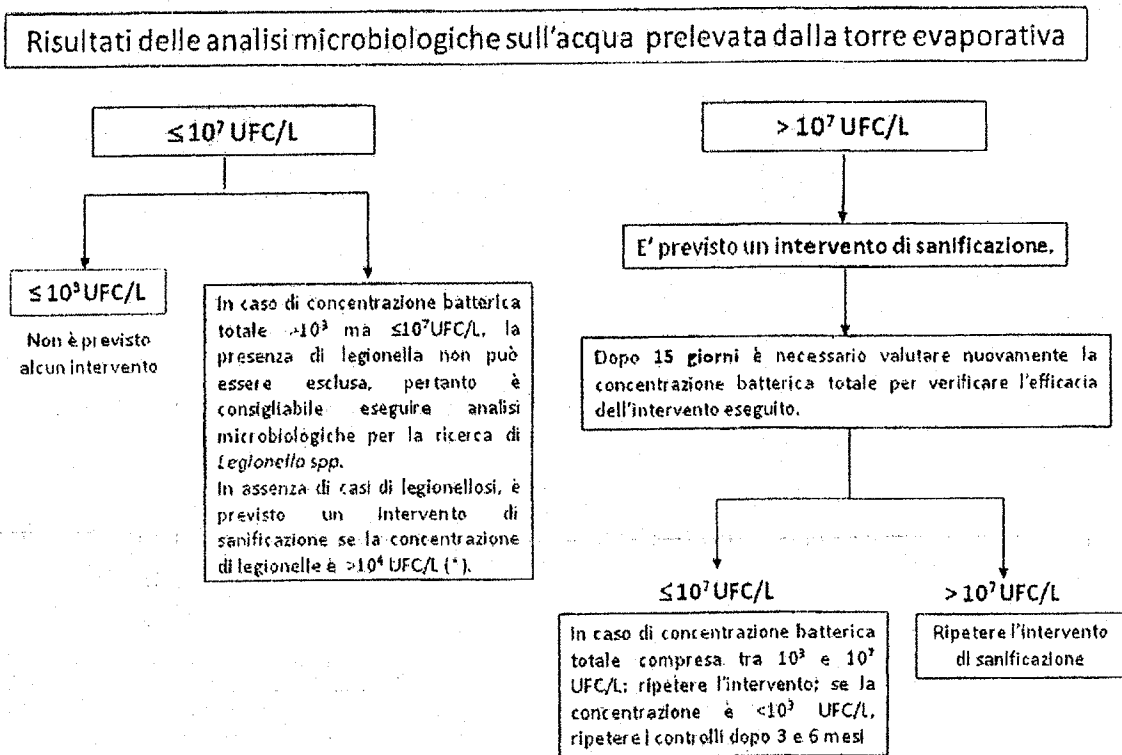 Risultati delle analisi microbiologiche sull'acqua prelevata dalla torre evaporativa
≤ 10⁷ UFC/L
≤ 10³ UFC/L
Non è previsto
alcun intervento
In caso di concentrazione batterica
totale >10³ ma ≤10⁷UFC/L, la
presenza di legionella non può
essere esclusa, pertanto è
consigliabile eseguire analisi
microbiologiche per la ricerca di
Legionella spp.
In assenza di casi di legionellosi, è
previsto un intervento di
sanificazione se la concentrazione
di legionelle è >10⁴ UFC/L (*).
> 10⁷ UFC/L
E' previsto un intervento di sanificazione.
Dopo 15 giorni è necessario valutare nuovamente la
concentrazione batterica totale per verificare l'efficacia
dell'intervento eseguito.
≤ 10⁷ UFC/L
In caso di concentrazione batterica
totale compresa tra 10³ e 10⁷
UFC/L: ripetere l'intervento; se la
concentrazione è <10³ UFC/L,
ripetere i controlli dopo 3 e 6 mesi
> 10⁷ UFC/L
Ripetere l'intervento
di sanificazione